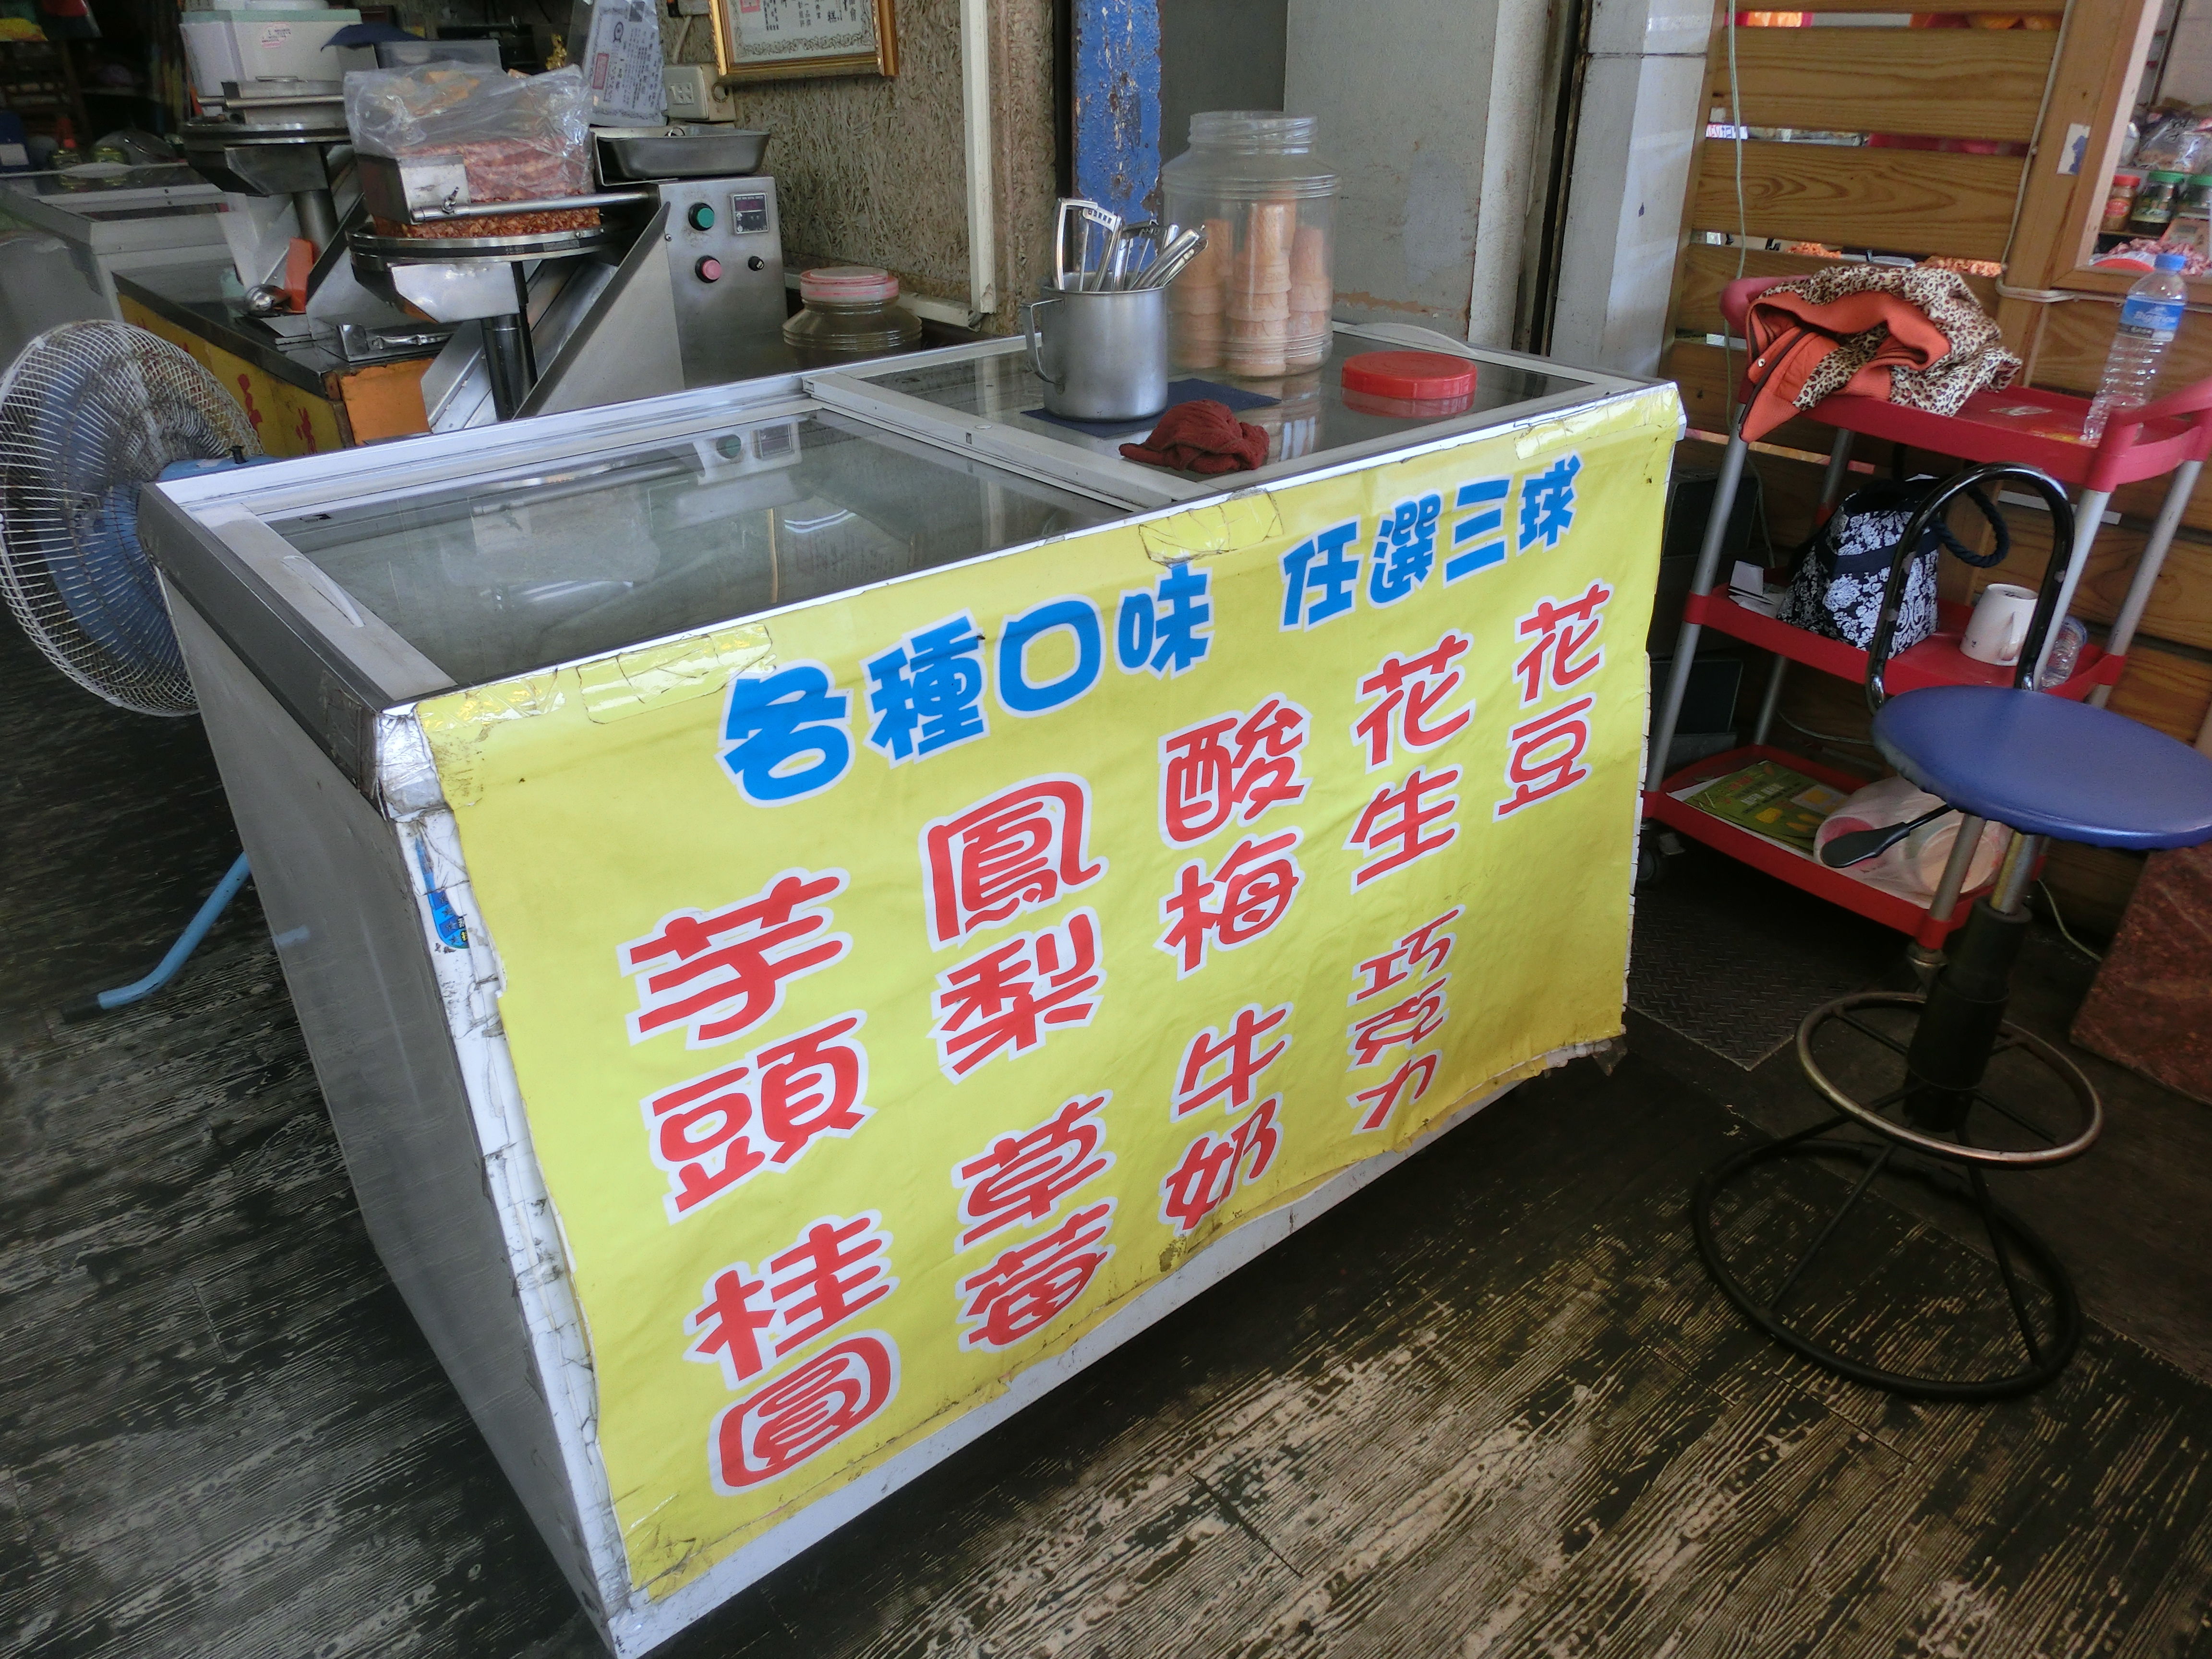 各種口味 任選三球
芋頭 鳳梨 酸梅 花生 花豆
桂圓 草莓 牛奶 巧克力